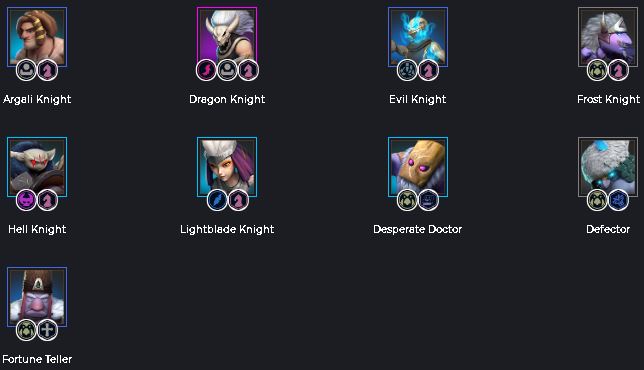 Argali Knight
Dragon Knight
Evil Knight
Frost Knight
Hell Knight
Lightblade Knight
Desperate Doctor
Defector
Fortune Teller